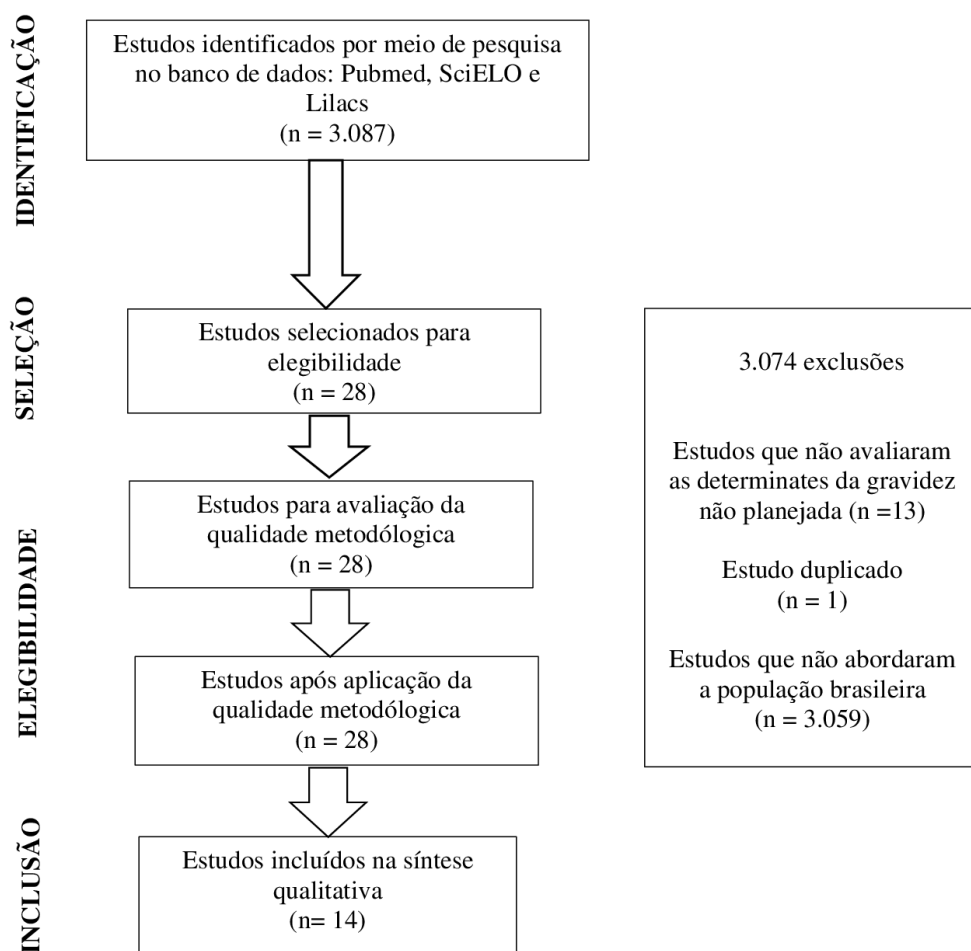 IDENTIFICAÇÃO
Estudos identificados por meio de pesquisa
no banco de dados: Pubmed, SciELO e
Lilacs
(n = 3.087)
SELEÇÃO
Estudos selecionados para
elegibilidade
(n = 28)
3.074 exclusões
Estudos que não avaliaram
as determinates da gravidez
não planejada (n =13)
Estudo duplicado
(n = 1)
Estudos que não abordaram
a população brasileira
(n = 3.059)
ELEGIBILIDADE
Estudos para avaliação da
qualidade metodólogica
(n = 28)
Estudos após aplicação da
qualidade metodólogica
(n = 28)
INCLUSÃO
Estudos incluídos na síntese
qualitativa
(n= 14)